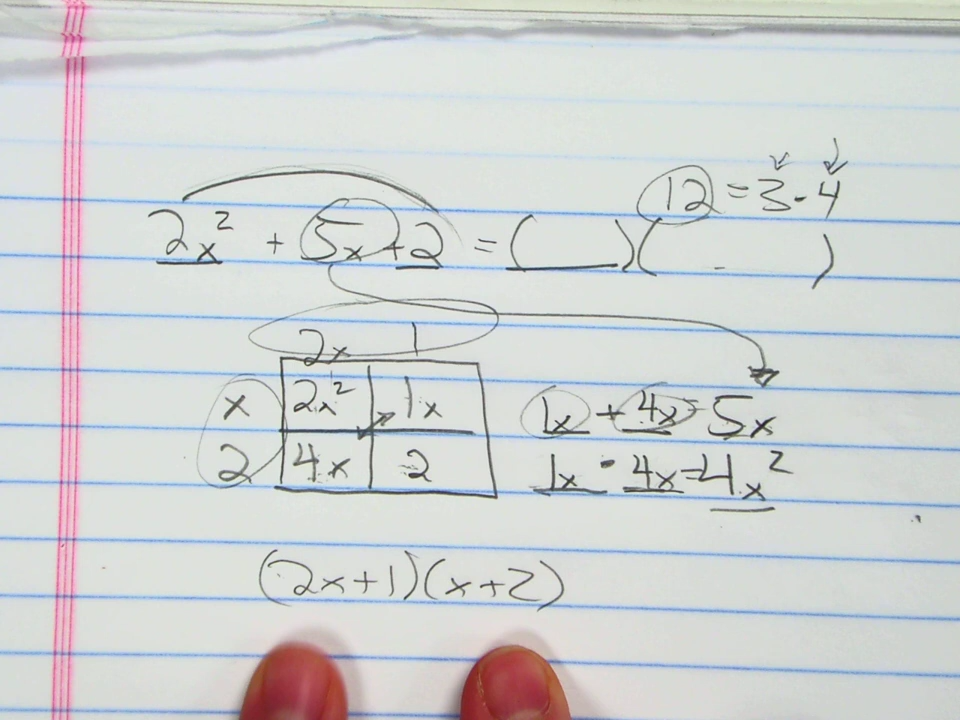 12 = 3 · 4
2x² + 5x + 2 = (__)( )
2x 1
x 2x² 1x 1x + 4x = 5x
2 4x 2 1x · 4x = 4x²
(2x+1)(x+2)